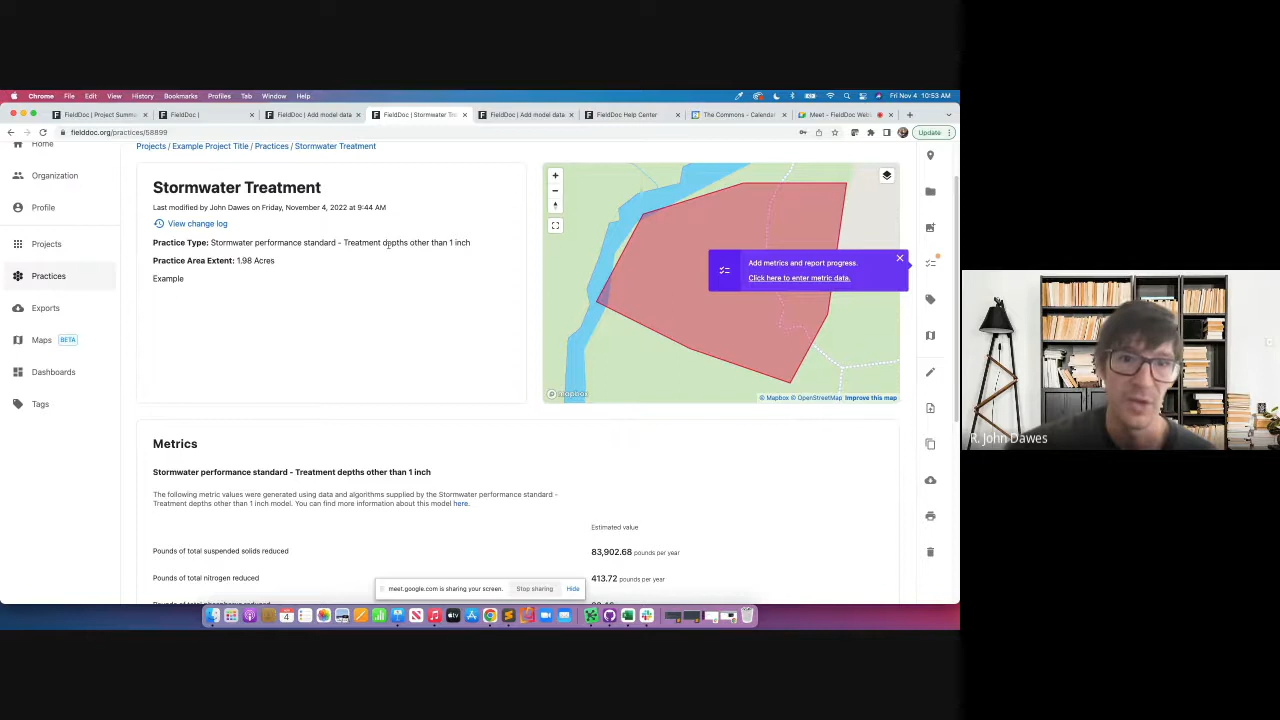 Chrome File Edit View History Bookmarks Profiles Tab Window Help
Fri Nov 4 10:53 AM
FieldDoc | Project Summa
FieldDoc |
FieldDoc | Add model data
FieldDoc | Stormwater Tre
FieldDoc | Add model data
FieldDoc Help Center
The Commons - Calendar
Meet - FieldDoc Web
fielddoc.org/practices/58899
Update
Home
Organization
Profile
Projects
Practices
Exports
Maps BETA
Dashboards
Tags
Projects / Example Project Title / Practices / Stormwater Treatment
Stormwater Treatment
Last modified by John Dawes on Friday, November 4, 2022 at 9:44 AM
View change log
Practice Type: Stormwater performance standard - Treatment depths other than 1 inch
Practice Area Extent: 1.98 Acres
Example
Add metrics and report progress.
Click here to enter metric data.
mapbox
© Mapbox © OpenStreetMap Improve this map
Metrics
Stormwater performance standard - Treatment depths other than 1 inch
The following metric values were generated using data and algorithms supplied by the Stormwater performance standard -
Treatment depths other than 1 inch model. You can find more information about this model here.
Estimated value
Pounds of total suspended solids reduced
83,902.68 pounds per year
Pounds of total nitrogen reduced
413.72 pounds per year
meet.google.com is sharing your screen.
Stop sharing
Hide
R. John Dawes